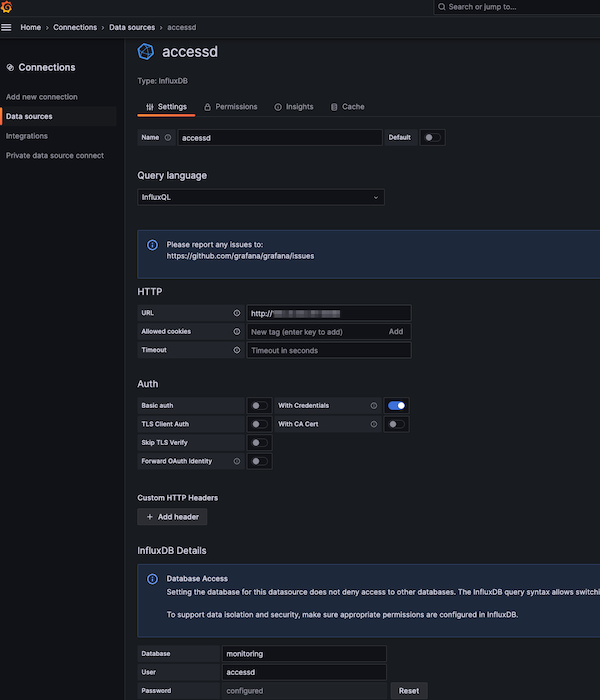 Search or jump to...
Home › Connections › Data sources › accessd
Connections
Add new connection
Data sources
Integrations
Private data source connect
accessd
Type: InfluxDB
Settings Permissions Insights Cache
Name accessd Default
Query language
InfluxQL
Please report any issues to:
https://github.com/grafana/grafana/issues
HTTP
URL http://
Allowed cookies New tag (enter key to add) Add
Timeout Timeout in seconds
Auth
Basic auth With Credentials
TLS Client Auth With CA Cert
Skip TLS Verify
Forward OAuth Identity
Custom HTTP Headers
+ Add header
InfluxDB Details
Database Access
Setting the database for this datasource does not deny access to other databases. The InfluxDB query syntax allows switchi
To support data isolation and security, make sure appropriate permissions are configured in InfluxDB.
Database monitoring
User accessd
Password configured Reset